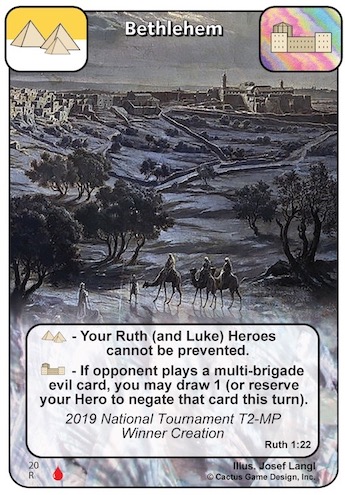 Bethlehem
- Your Ruth (and Luke) Heroes
cannot be prevented.
- If opponent plays a multi-brigade
evil card, you may draw 1 (or reserve
your Hero to negate that card this turn).
2019 National Tournament T2-MP
Winner Creation
Ruth 1:22
20
R
Illus. Josef Langl
© Cactus Game Design, Inc.